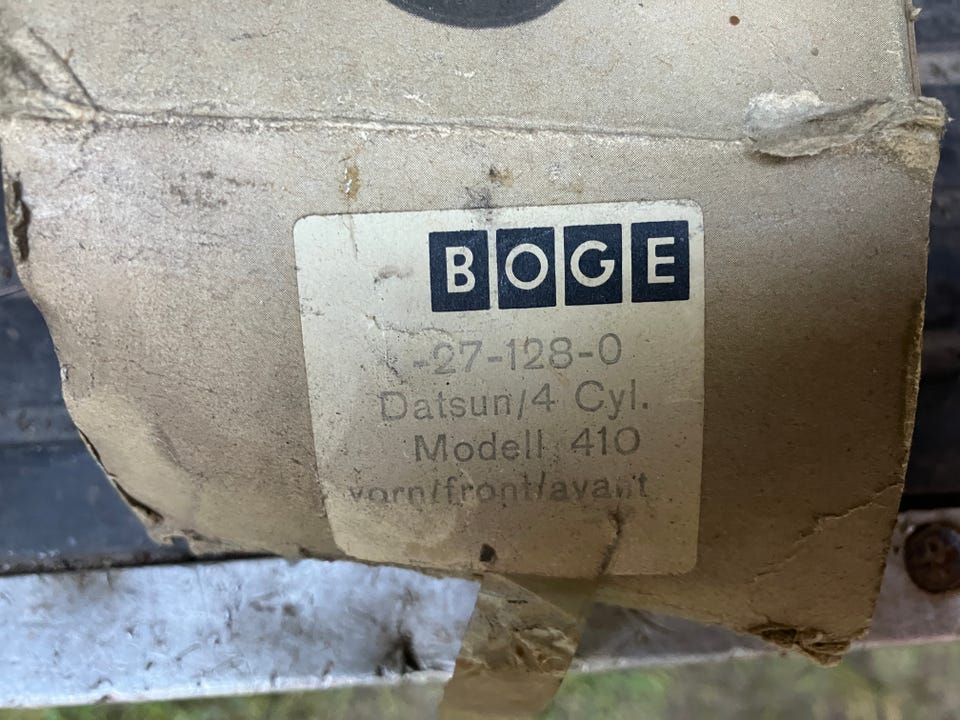 BOGE
-27-128-0
Datsun/4 Cyl.
Modell 410
vorn/front/avant